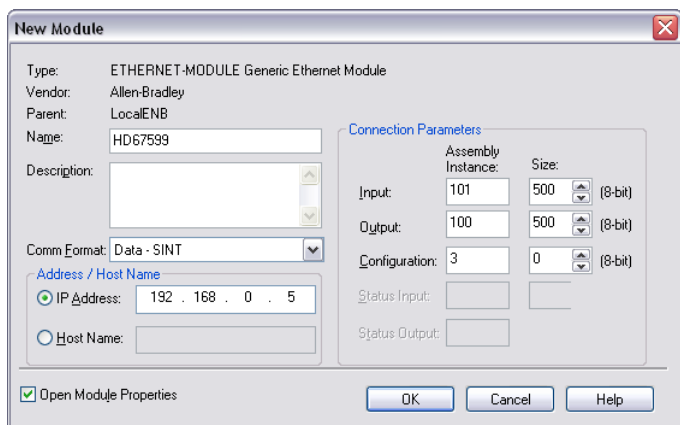 New Module
Type: ETHERNET-MODULE Generic Ethernet Module
Vendor: Allen-Bradley
Parent: LocalENB
Name: HD67599
Description:
Comm Format: Data - SINT
Address / Host Name
IP Address: 192 . 168 . 0 . 5
Host Name:
Connection Parameters
Assembly
Instance: Size:
Input: 101 500 (8-bit)
Output: 100 500 (8-bit)
Configuration: 3 0 (8-bit)
Status Input:
Status Output:
Open Module Properties
OK Cancel Help